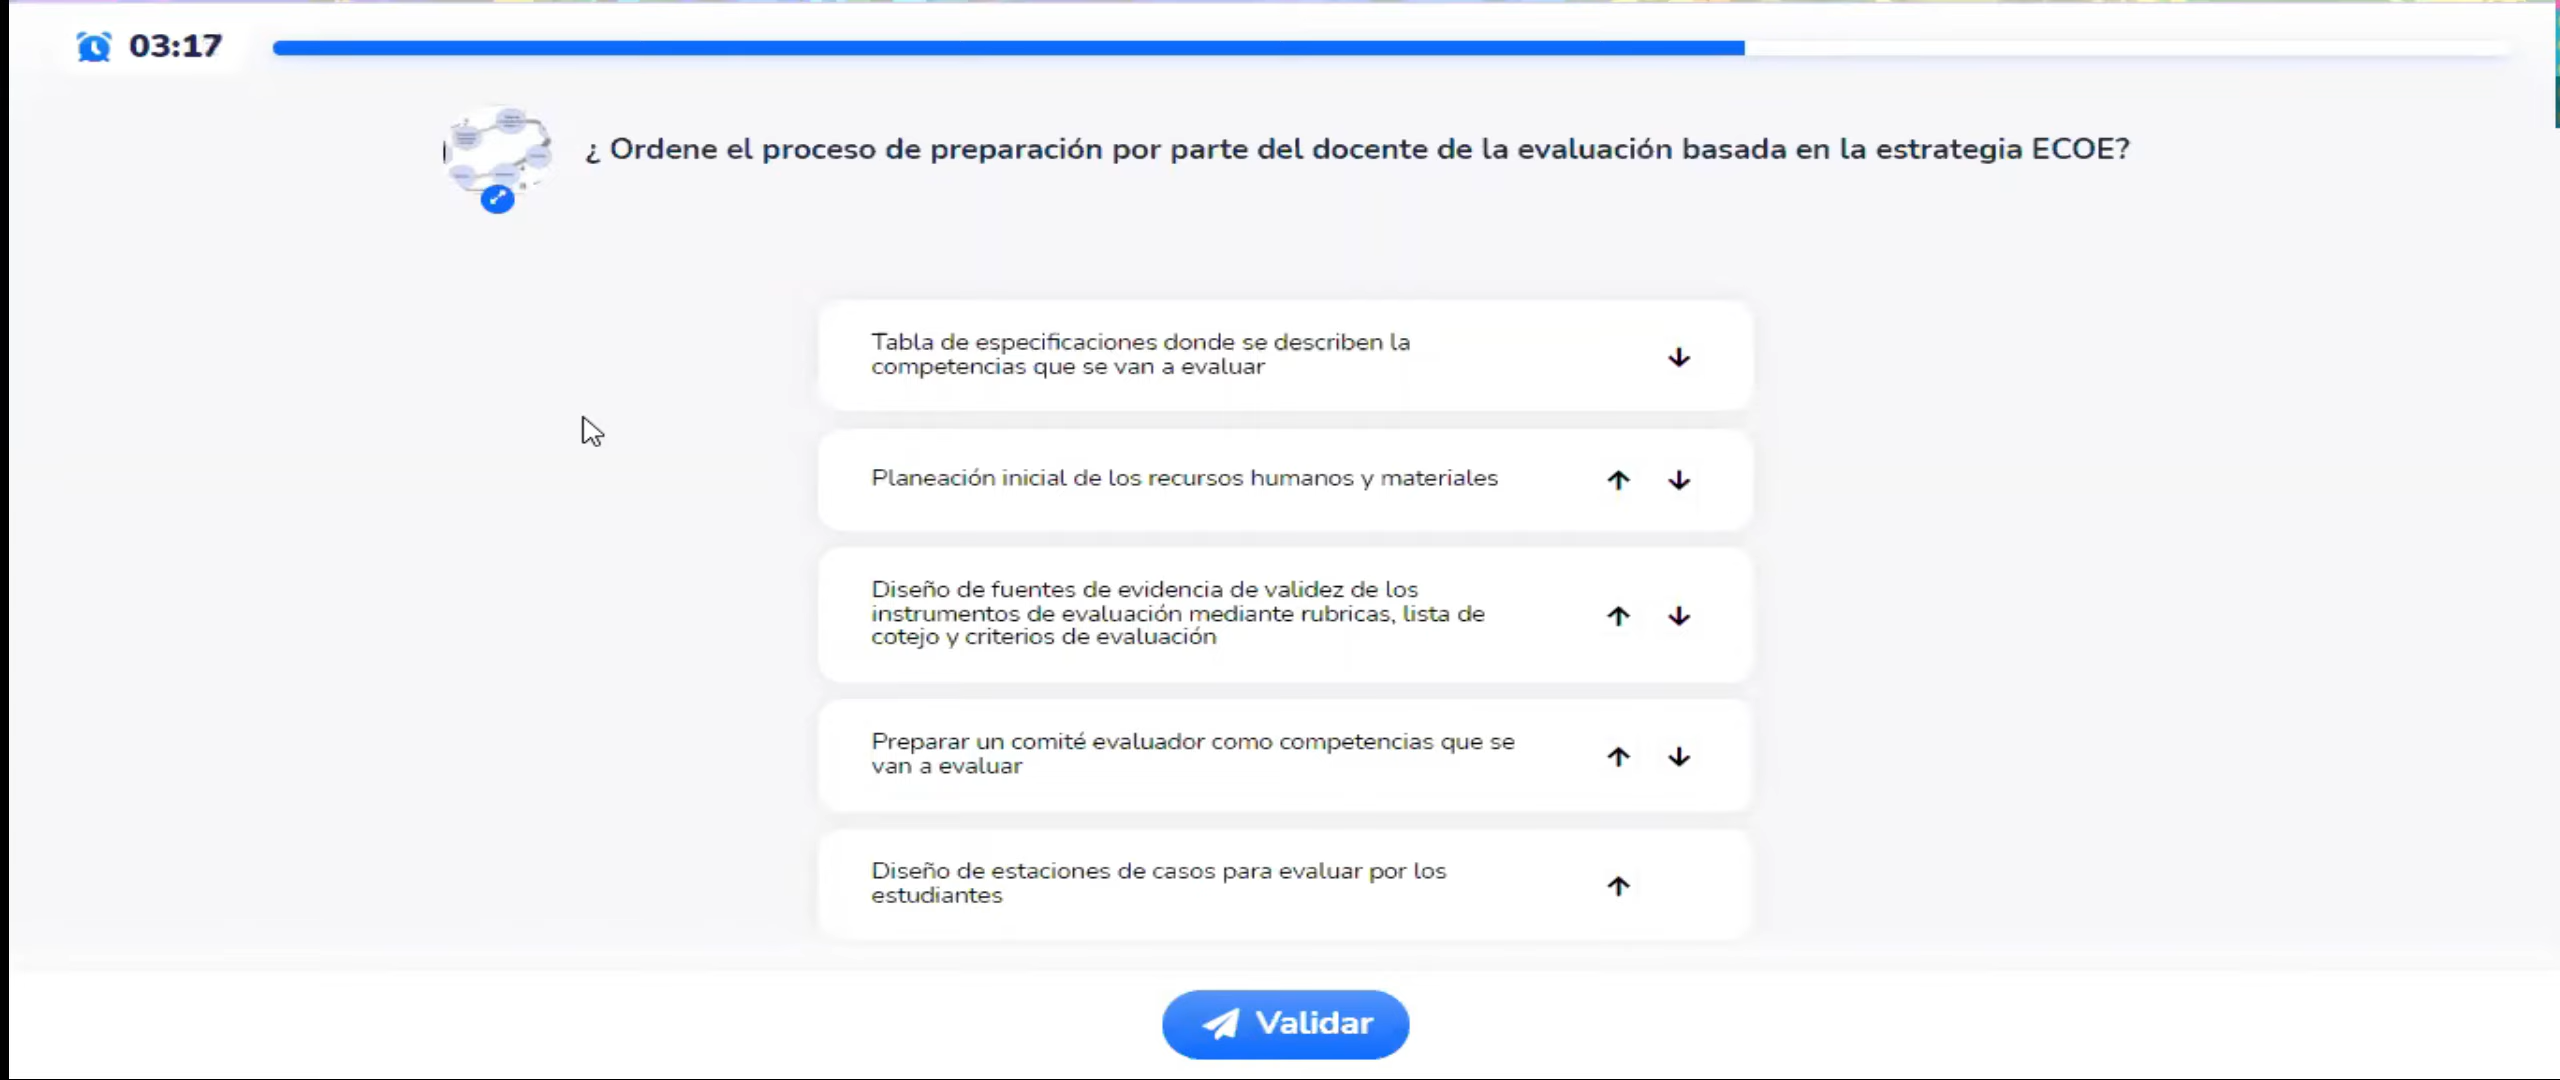 03:17
¿ Ordene el proceso de preparación por parte del docente de la evaluación basada en la estrategia ECOE?
Tabla de especificaciones donde se describen la
competencias que se van a evaluar
Planeación inicial de los recursos humanos y materiales
Diseño de fuentes de evidencia de validez de los
instrumentos de evaluación mediante rubricas, lista de
cotejo y criterios de evaluación
Preparar un comité evaluador como competencias que se
van a evaluar
Diseño de estaciones de casos para evaluar por los
estudiantes
Validar